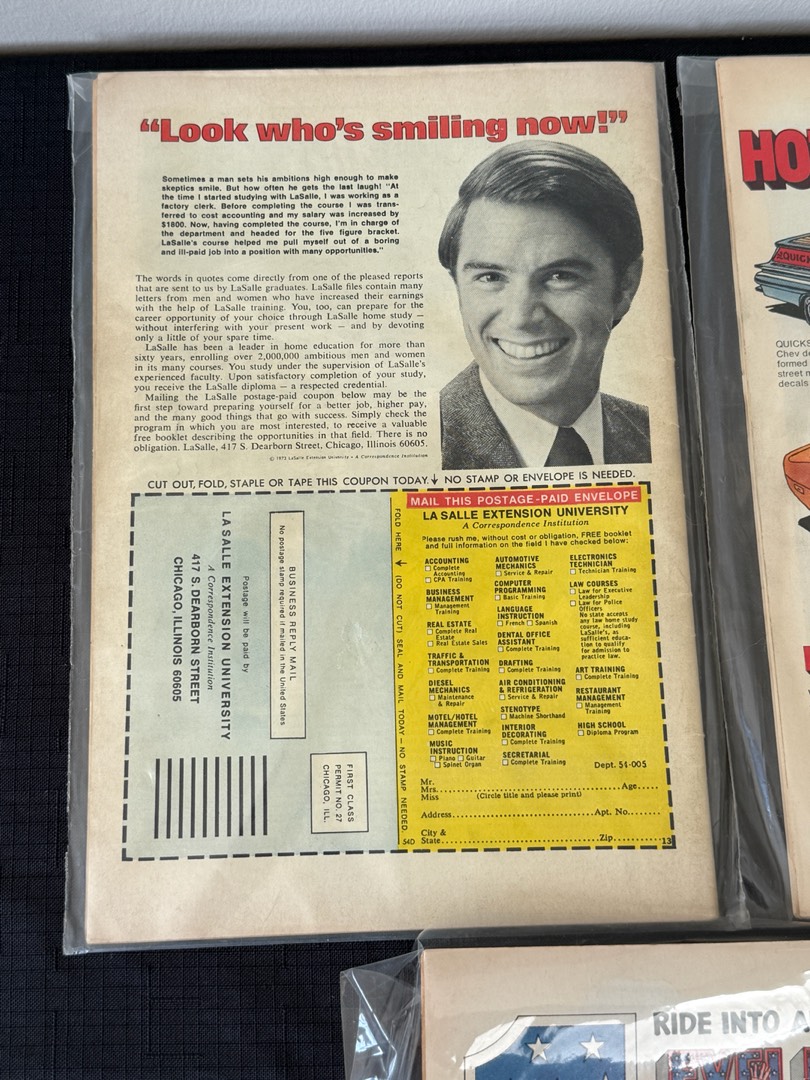 “Look who’s smiling now!”
Sometimes a man sets his ambitions high enough to make
skeptics smile. But how often he gets the last laugh! "At
the time I started studying with LaSalle, I was working as a
factory clerk. Before completing the course I was trans-
ferred to cost accounting and my salary was increased by
$1800. Now, having completed the course, I'm in charge of
the department and headed for the five figure bracket.
LaSalle's course helped me pull myself out of a boring
and ill-paid job into a position with many opportunities."
The words in quotes come directly from one of the pleased reports
that are sent to us by LaSalle graduates. LaSalle files contain many
letters from men and women who have increased their earnings
with the help of LaSalle training. You, too, can prepare for the
career opportunity of your choice through LaSalle home study —
without interfering with your present work — and by devoting
only a little of your spare time.
LaSalle has been a leader in home education for more than
sixty years, enrolling over 2,000,000 ambitious men and women
in its many courses. You study under the supervision of LaSalle's
experienced faculty. Upon satisfactory completion of your study,
you receive the LaSalle diploma — a respected credential.
Mailing the LaSalle postage-paid coupon below may be the
first step toward preparing yourself for a better job, higher pay,
and the many good things that go with success. Simply check the
program in which you are most interested, to receive a valuable
free booklet describing the opportunities in that field. There is no
obligation. LaSalle, 417 S. Dearborn Street, Chicago, Illinois 60605.
© 1973 LaSalle Extension University • A Correspondence Institution
CUT OUT, FOLD, STAPLE OR TAPE THIS COUPON TODAY. NO STAMP OR ENVELOPE IS NEEDED.
BUSINESS REPLY MAIL
No postage stamp required if mailed in the United States
Postage will be paid by
LA SALLE EXTENSION UNIVERSITY
A Correspondence Institution
417 S. DEARBORN STREET
CHICAGO, ILLINOIS 60605
FIRST CLASS
PERMIT NO. 27
CHICAGO, ILL.
FOLD HERE (DO NOT CUT) SEAL AND MAIL TODAY — NO STAMP NEEDED.
MAIL THIS POSTAGE-PAID ENVELOPE
LA SALLE EXTENSION UNIVERSITY
A Correspondence Institution
Please rush me, without cost or obligation, FREE booklet
and full information on the field I have checked below:
ACCOUNTING
Complete
Accounting
CPA Training
BUSINESS
MANAGEMENT
Management
Training
REAL ESTATE
Complete Real
Estate
Real Estate Sales
TRAFFIC &
TRANSPORTATION
Complete Training
DIESEL
MECHANICS
Maintenance
& Repair
MOTEL/HOTEL
MANAGEMENT
Complete Training
MUSIC
INSTRUCTION
Piano Guitar
Spinet Organ
AUTOMOTIVE
MECHANICS
Service & Repair
COMPUTER
PROGRAMMING
Basic Training
LANGUAGE
INSTRUCTION
French Spanish
DENTAL OFFICE
ASSISTANT
Complete Training
DRAFTING
Complete Training
AIR CONDITIONING
& REFRIGERATION
Service & Repair
STENOTYPE
Machine Shorthand
INTERIOR
DECORATING
Complete Training
SECRETARIAL
Complete Training
ELECTRONICS
TECHNICIAN
Technician Training
LAW COURSES
Law for Executive
Leadership
Law for Police
Officers
No state accepts
any law home study
course, including
LaSalle's, as
sufficient educa-
tion to qualify
for admission to
practice law.
ART TRAINING
Complete Training
RESTAURANT
MANAGEMENT
Management
Training
HIGH SCHOOL
Diploma Program
Dept. 54-005
Mr.
Mrs. Age
Miss (Circle title and please print)
Address Apt. No.
City &
State Zip
54D
13
HO
QUICK
QUICKS
Chev de
formed
street m
decals
RIDE INTO A